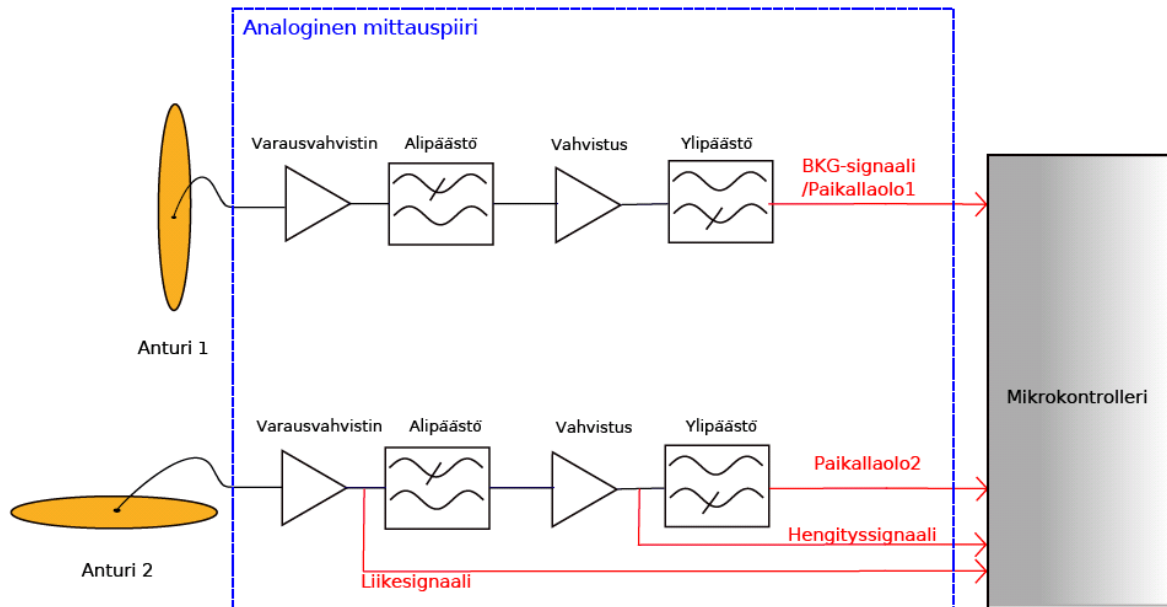 Analoginen mittauspiiri
Varausvahvistin
Alipäästö
Vahvistus
Ylipäästö
BKG-signaali
/Paikallaolo1
Anturi 1
Mikrokontrolleri
Varausvahvistin
Alipäästö
Vahvistus
Ylipäästö
Paikallaolo2
Hengityssignaali
Anturi 2
Liikesignaali